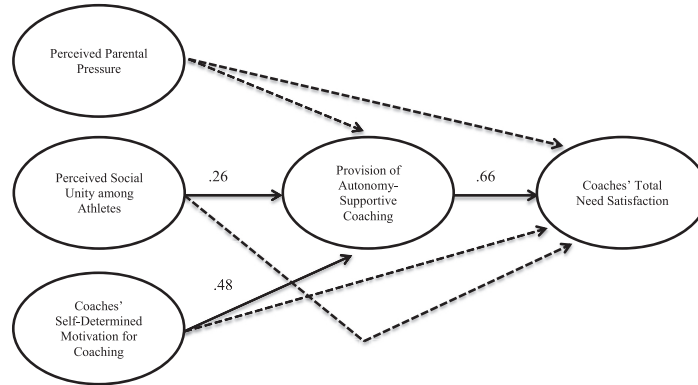 Perceived Parental
Pressure
Perceived Social
Unity among
Athletes
.26
Provision of
Autonomy-
Supportive
Coaching
.66
Coaches' Total
Need Satisfaction
Coaches'
Self-Determined
Motivation for
Coaching
.48